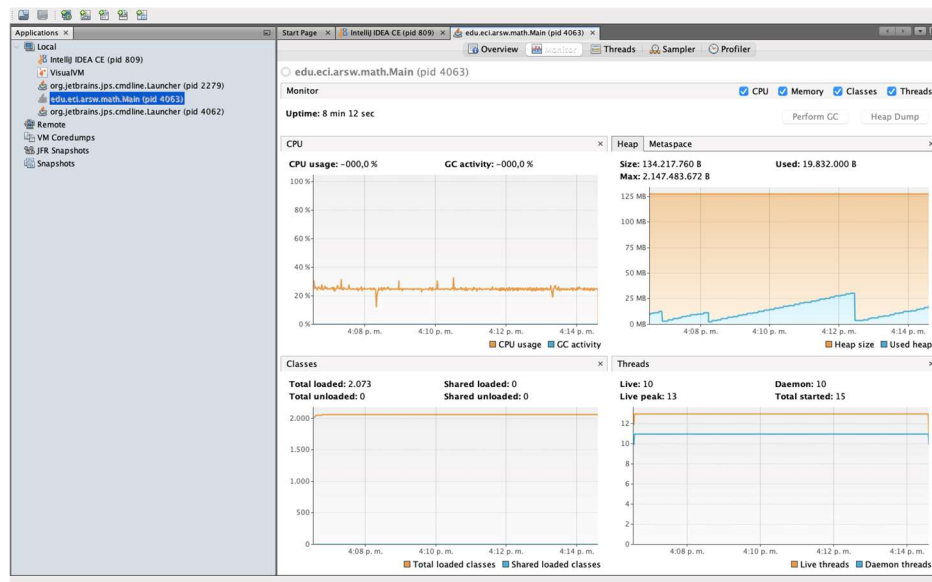 Applications ×
Start Page ×
IntelliJ IDEA CE (pid 809) ×
edu.eci.arsw.math.Main (pid 4063) ×
Local
IntelliJ IDEA CE (pid 809)
VisualVM
org.jetbrains.jps.cmdline.Launcher (pid 2279)
edu.eci.arsw.math.Main (pid 4063)
org.jetbrains.jps.cmdline.Launcher (pid 4062)
Remote
VM Coredumps
JFR Snapshots
Snapshots
Overview Monitor Threads Sampler Profiler
edu.eci.arsw.math.Main (pid 4063)
Monitor
CPU Memory Classes Threads
Uptime: 8 min 12 sec
Perform GC Heap Dump
CPU ×
CPU usage: -000,0 % GC activity: -000,0 %
100 %
80 %
60 %
40 %
20 %
0 %
4:08 p. m. 4:10 p. m. 4:12 p. m. 4:14 p. m.
CPU usage GC activity
Heap Metaspace
Size: 134.217.760 B Used: 19.832.000 B
Max: 2.147.483.672 B
125 MB
100 MB
75 MB
50 MB
25 MB
0 MB
4:08 p. m. 4:10 p. m. 4:12 p. m. 4:14 p. m.
Heap size Used heap
Classes ×
Total loaded: 2.073 Shared loaded: 0
Total unloaded: 0 Shared unloaded: 0
2.000
1.500
1.000
500
0
4:08 p. m. 4:10 p. m. 4:12 p. m. 4:14 p. m.
Total loaded classes Shared loaded classes
Threads
Live: 10 Daemon: 10
Live peak: 13 Total started: 15
12
10
8
6
4
2
0
4:08 p. m. 4:10 p. m. 4:12 p. m. 4:14 p. m.
Live threads Daemon threads